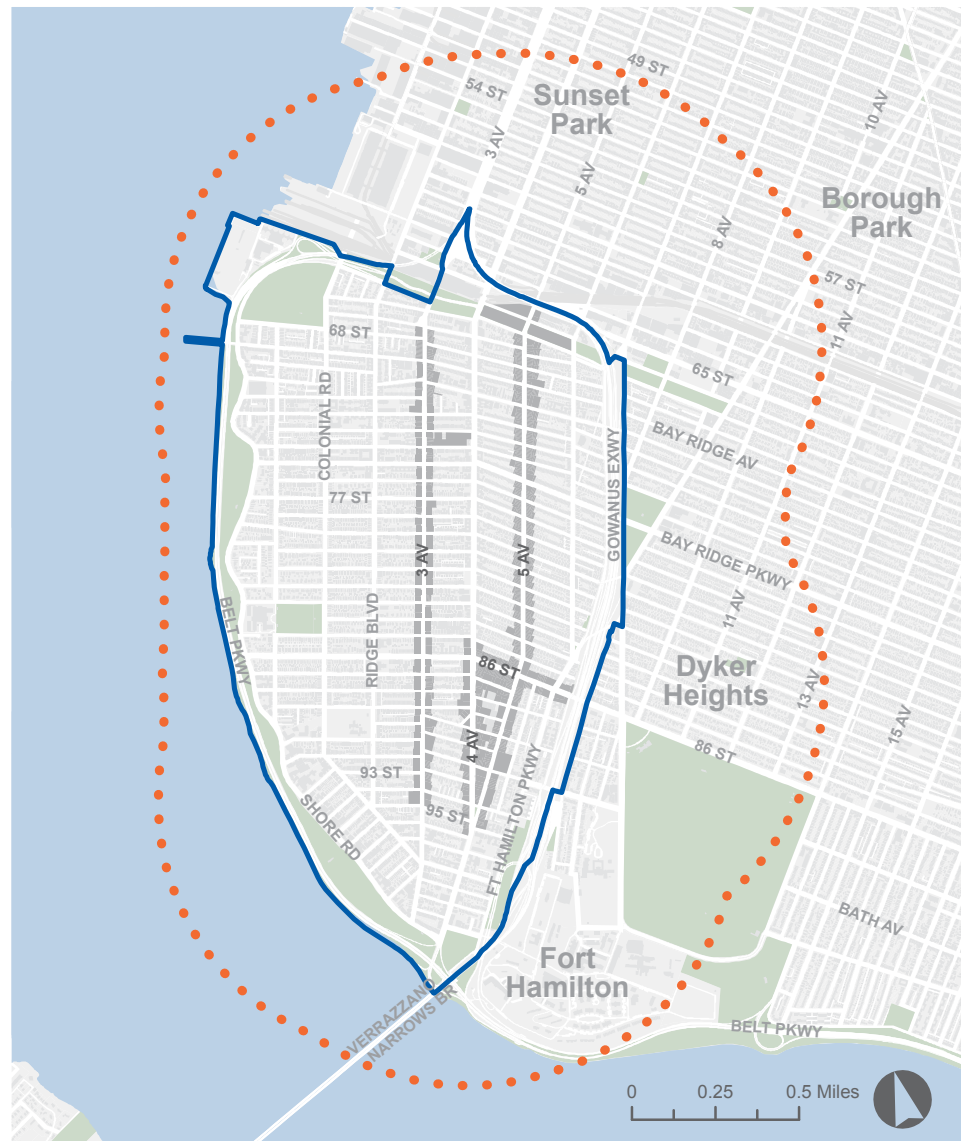 49 ST
54 ST
Sunset
Park
10 AV
3 AV
5 AV
Borough
Park
8 AV
57 ST
11 AV
68 ST
65 ST
COLONIAL RD
BAY RIDGE AV
GOWANUS EXWY
77 ST
BAY RIDGE PKWY
3 AV
5 AV
BELT PKWY
RIDGE BLVD
11 AV
86 ST
Dyker
Heights
13 AV
15 AV
4 AV
86 ST
93 ST
95 ST
SHORE RD
FT HAMILTON PKWY
BATH AV
Fort
Hamilton
VERRAZZANO
NARROWS BR
BELT PKWY
0 0.25 0.5 Miles